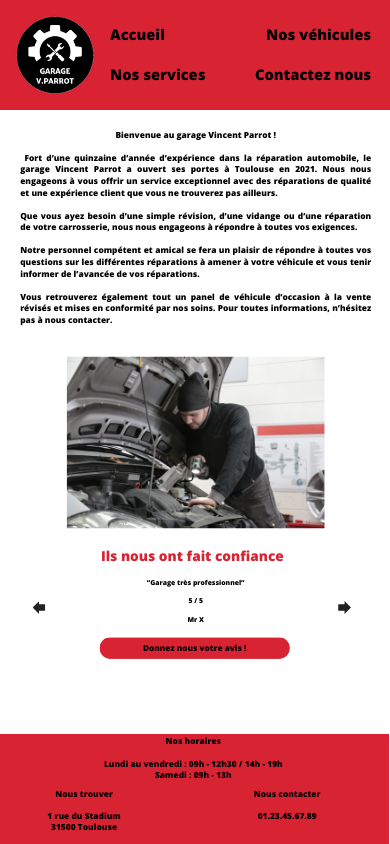 GARAGE
V.PARROT
Accueil
Nos véhicules
Nos services
Contactez nous
Bienvenue au garage Vincent Parrot !
Fort d’une quinzaine d’année d’expérience dans la réparation automobile, le
garage Vincent Parrot a ouvert ses portes à Toulouse en 2021. Nous nous
engageons à vous offrir un service exceptionnel avec des réparations de qualité
et une expérience client que vous ne trouverez pas ailleurs.
Que vous ayez besoin d’une simple révision, d’une vidange ou d’une réparation
de votre carrosserie, nous nous engageons à répondre à toutes vos exigences.
Notre personnel compétent et amical se fera un plaisir de répondre à toutes vos
questions sur les différentes réparations à amener à votre véhicule et vous tenir
informer de l’avancée de vos réparations.
Vous retrouverez également tout un panel de véhicule d’occasion à la vente
révisés et mises en conformité par nos soins. Pour toutes informations, n’hésitez
pas à nous contacter.
Ils nous ont fait confiance
“Garage très professionnel”
5 / 5
Mr X
Donnez nous votre avis !
Nos horaires
Lundi au vendredi : 09h - 12h30 / 14h - 19h
Samedi : 09h - 13h
Nous trouver
1 rue du Stadium
31500 Toulouse
Nous contacter
01.23.45.67.89